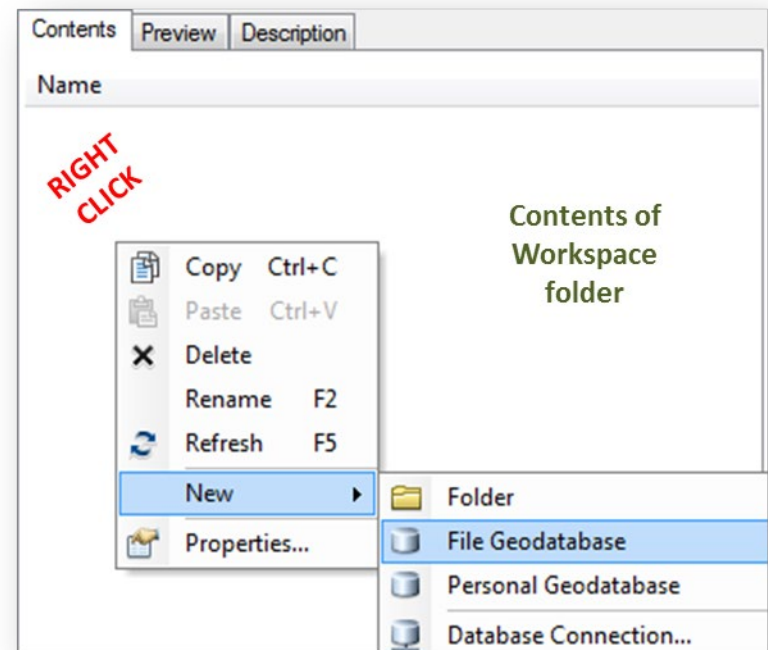 Contents Preview Description
Name
RIGHT
CLICK
Contents of
Workspace
folder
Copy Ctrl+C
Paste Ctrl+V
Delete
Rename F2
Refresh F5
New
Properties...
Folder
File Geodatabase
Personal Geodatabase
Database Connection...